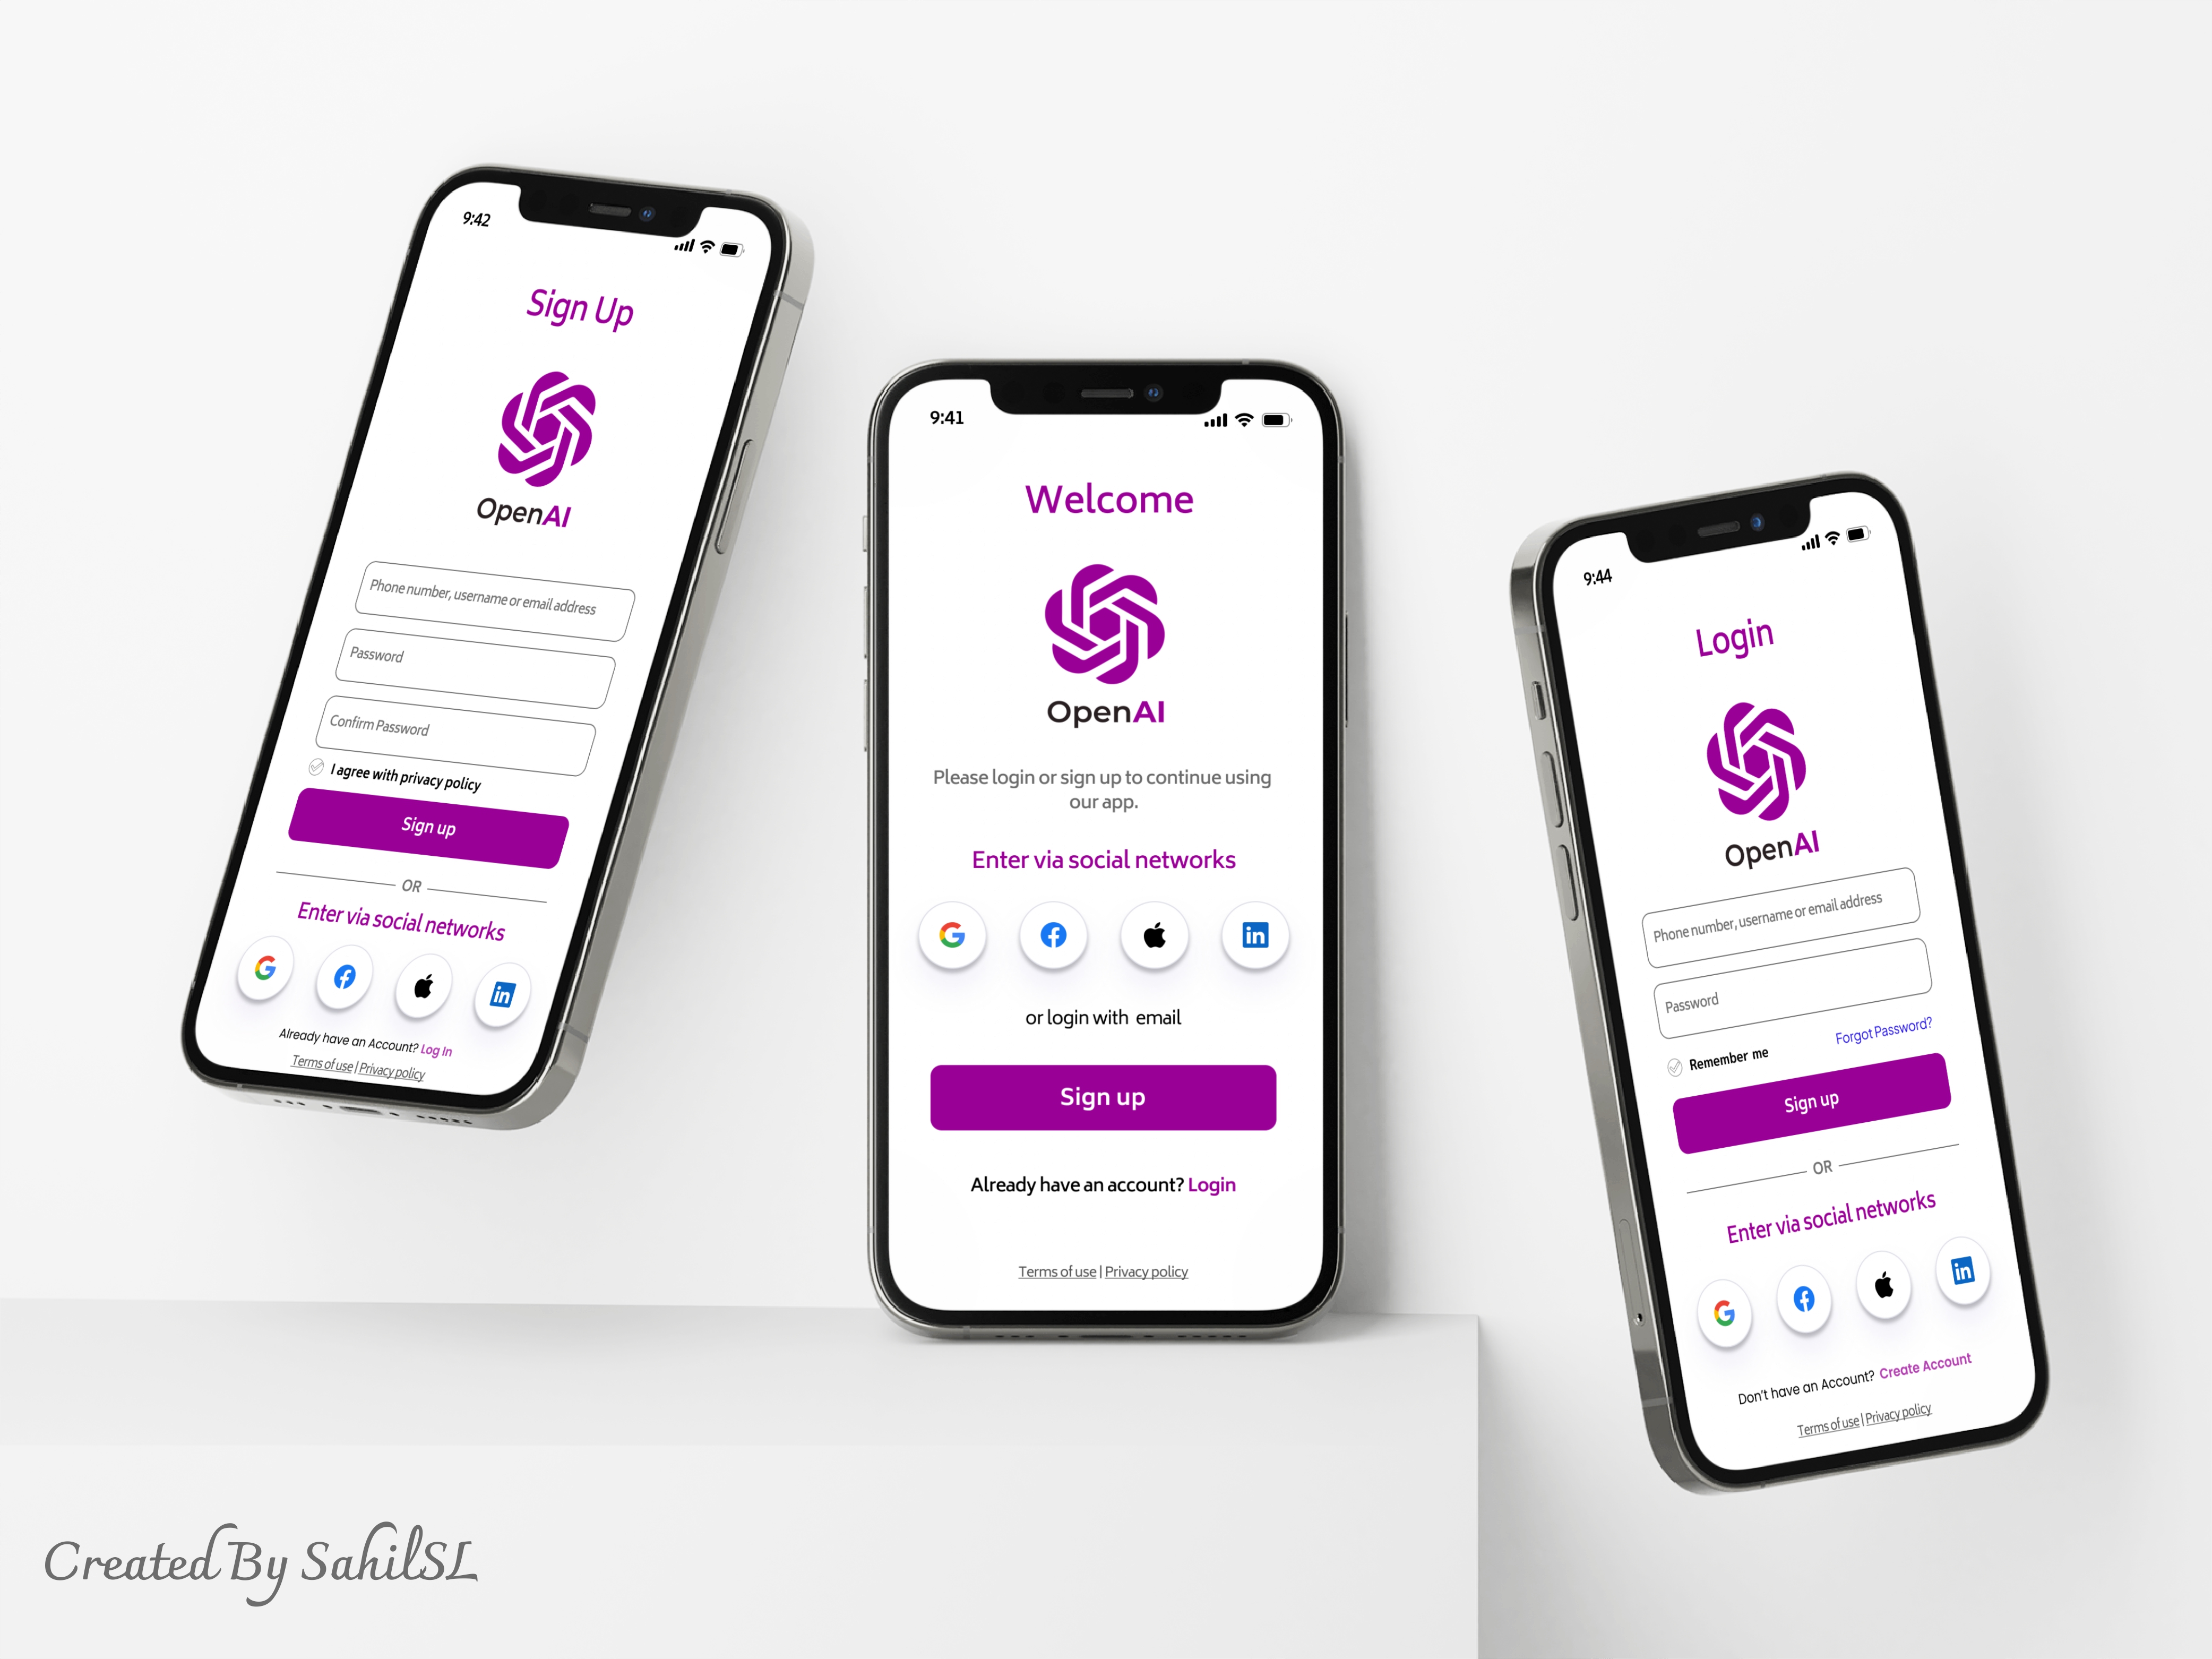 9:42
Sign Up
OpenAI
Phone number, username or email address
Password
Confirm Password
I agree with privacy policy
Sign up
OR
Enter via social networks
Already have an Account? Log In
Terms of use | Privacy policy
9:41
Welcome
OpenAI
Please login or sign up to continue using
our app.
Enter via social networks
or login with email
Sign up
Already have an account? Login
Terms of use | Privacy policy
9:44
Login
OpenAI
Phone number, username or email address
Password
Forgot Password?
Remember me
Sign up
OR
Enter via social networks
Don't have an Account? Create Account
Terms of use | Privacy policy
Created By SahilSL